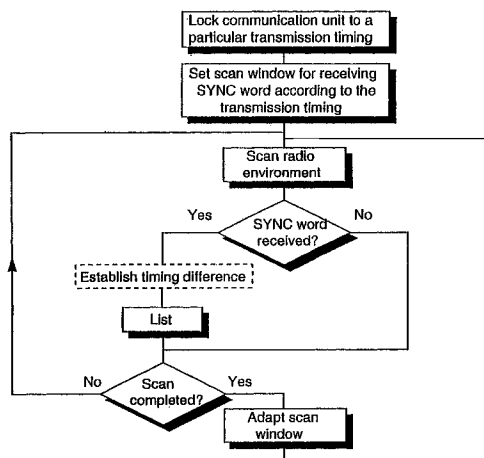 Lock communication unit to a
particular transmission timing
Set scan window for receiving
SYNC word according to the
transmission timing
Scan radio
environment
Yes
SYNC word
received?
No
Establish timing difference
List
No
Scan
completed?
Yes
Adapt scan
window